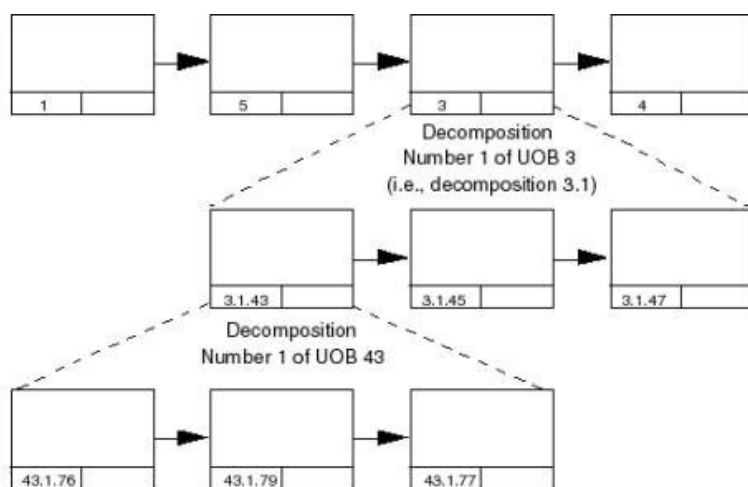 1
5
3
4
Decomposition
Number 1 of UOB 3
(i.e., decomposition 3.1)
3.1.43
3.1.45
3.1.47
Decomposition
Number 1 of UOB 43
43.1.76
43.1.79
43.1.77